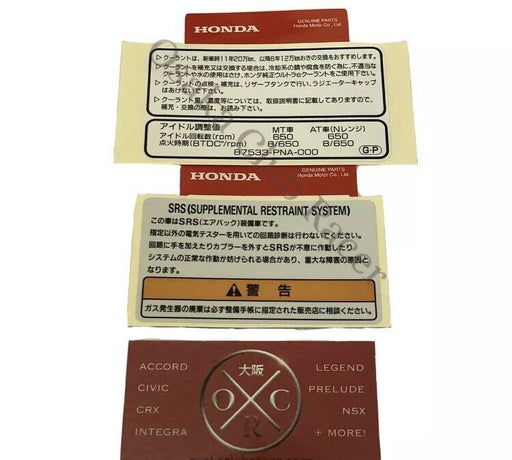 HONDA
GENUINE PARTS
Honda Motor Co., Ltd.
▷クーラントは、新車時11年20万km、以降6年12万kmおきの交換をおすすめします。
▷クーラントを補充又は交換する場合は、冷却系の錆や腐食を防ぐ為に、不適当な
クーラントや水の使用はさけ、ホンダ純正ウルトラeクーラントをご使用下さい。
▷クーラントの点検・補充は、リザーブタンクで行い、ラジエーターキャップ
はあけないで下さい。
▷クーラント量、濃度等については、取扱説明書に記載してありますので、
補充・交換の際は、お読み下さい。
アイドル調整値 MT車 AT車(Nレンジ)
アイドル回転数(rpm) 650 650
点火時期(BTDC°/rpm) 8/650 8/650
87533-PNA-000 G・P
HONDA
GENUINE PARTS
Honda Motor Co., Ltd.
SRS(SUPPLEMENTAL RESTRAINT SYSTEM)
この車はSRS(エアバック)装備車です。
指定以外の電気テスターを用いての回路診断は行わないでください。
回路に手を加えたりカプラーを外すとSRSが不意に作動したり、
システムの正常な作動が妨げられる場合があり、重大な障害の原因と
なります。
警告
ガス発生器の廃棄は必ず整備手帳に指定された販売店に相談ください。
ACCORD
CIVIC
CRX
INTEGRA
大阪
O C
R
LEGEND
PRELUDE
NSX
+ MORE!
Osaka Club Racer